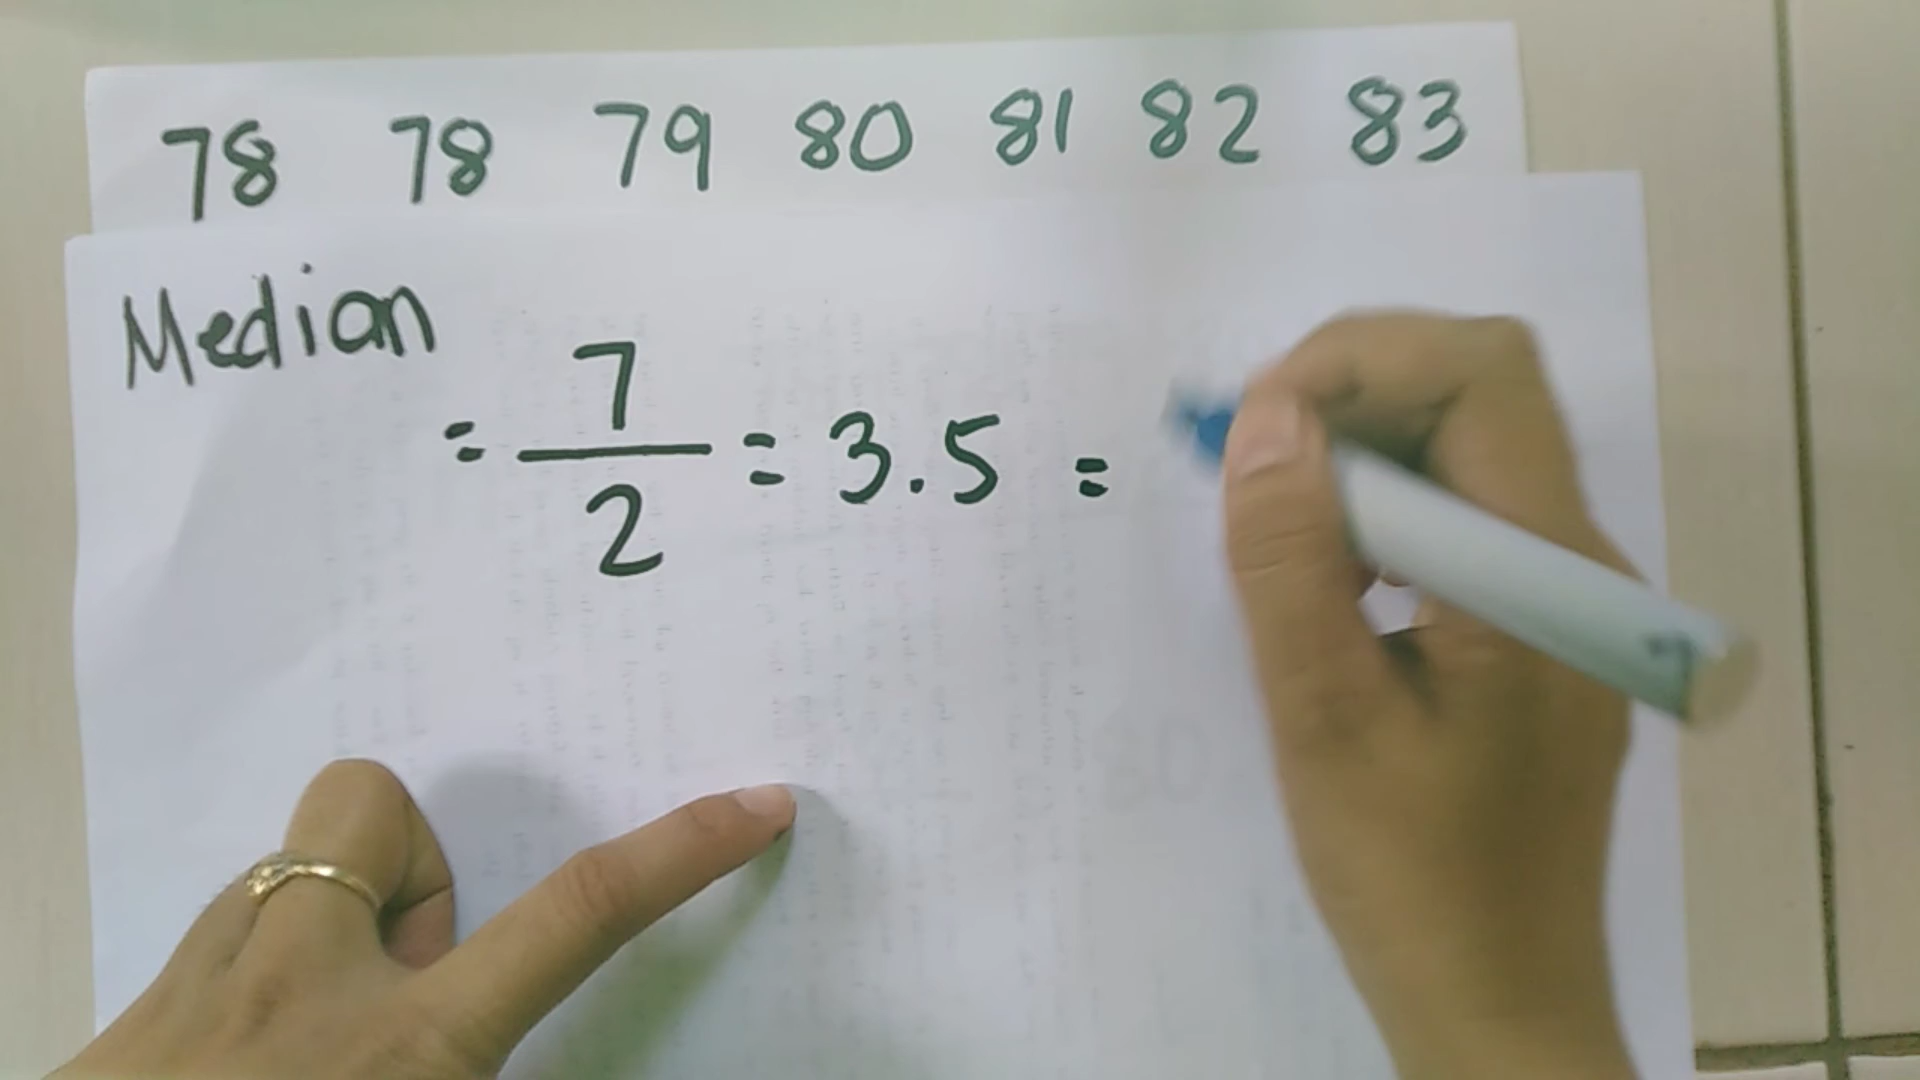 78 78 79 80 81 82 83
Median
= 7/2 = 3.5 =